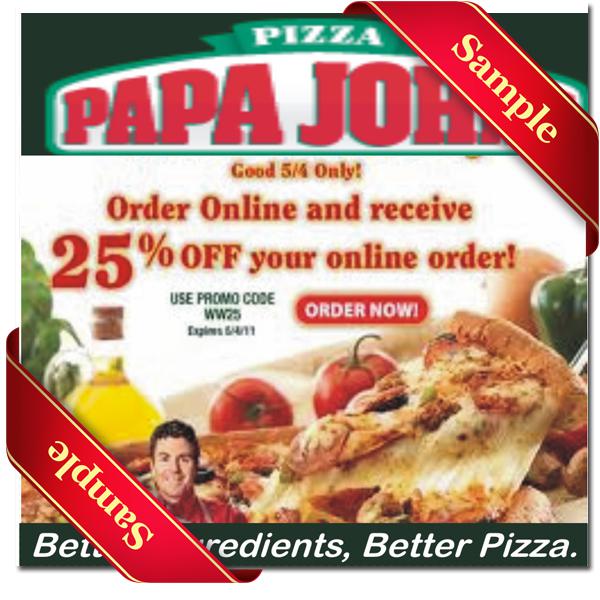 PIZZA
PAPA JOH
Sample
Good 5/4 Only!
Order Online and receive
25% OFF your online order!
USE PROMO CODE
WW25
ORDER NOW!
Expires 5/4/11
Sample
Bet redients, Better Pizza.